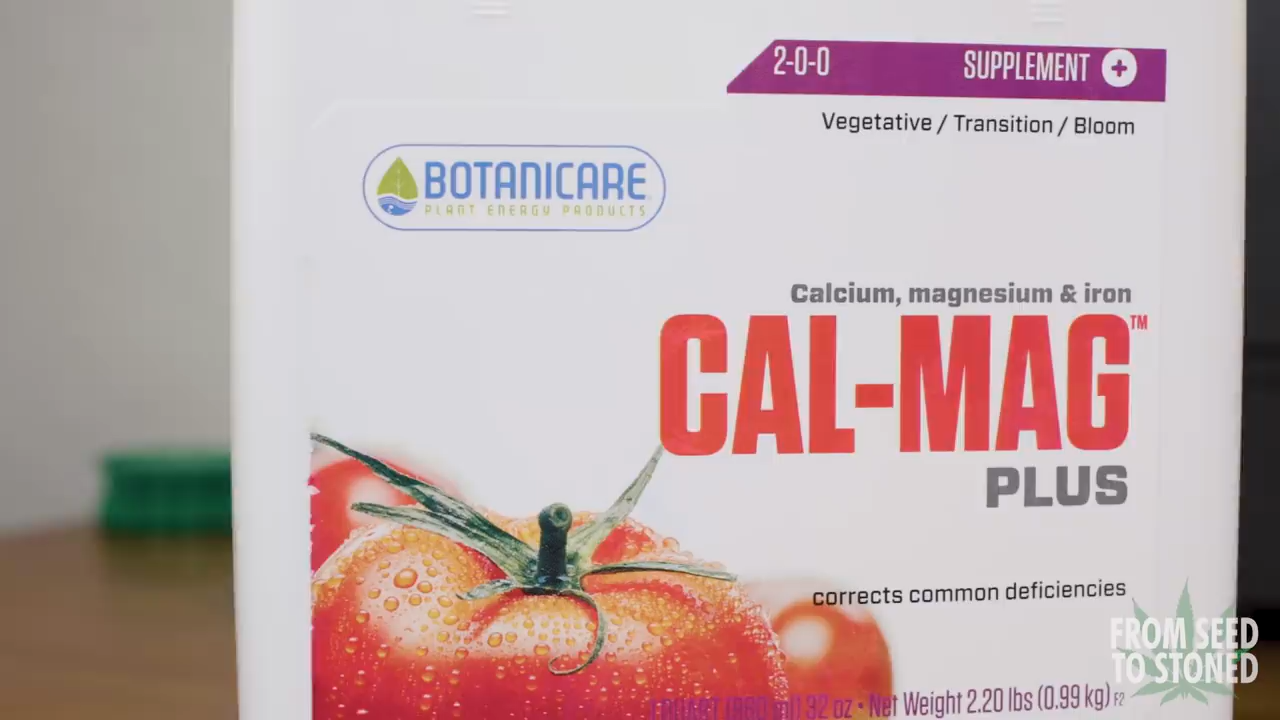 2-0-0 SUPPLEMENT +
Vegetative / Transition / Bloom
BOTANICARE
PLANT ENERGY PRODUCTS
Calcium, magnesium & iron
CAL-MAG™
PLUS
corrects common deficiencies
FROM SEED
TO STONED
32 oz • Net Weight 2.20 lbs (0.99 kg) F2